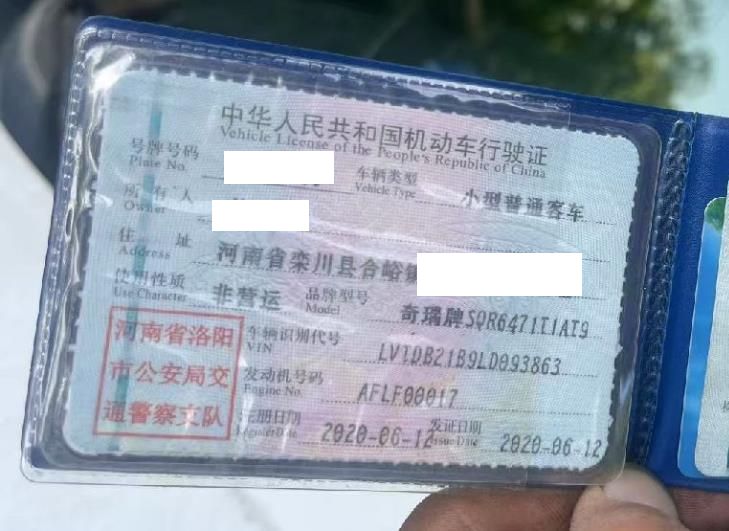 中华人民共和国机动车行驶证
Vehicle License of the People's Republic of China
号牌号码
Plate No.
车辆类型
Vehicle Type
小型普通客车
所有人
Owner
住址
Address
河南省栾川县合峪镇
使用性质
Use Character
非营运
品牌型号
Model
奇瑞牌SQR6471T1AT9
河南省洛阳
市公安局交
通警察支队
车辆识别代号
VIN
LVTDB21B9LD093863
发动机号码
Engine No.
AFLF00017
注册日期
Register Date
2020-06-12
发证日期
Issue Date
2020-06-12